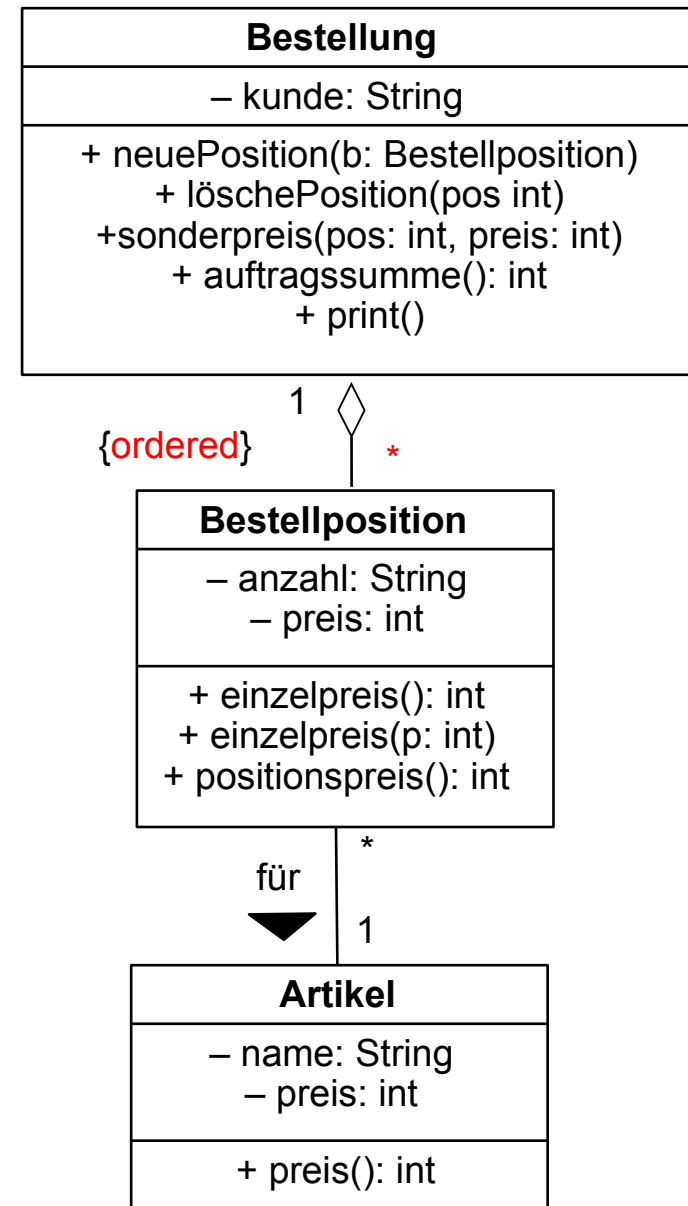 Bestellung
– kunde: String
+ neuePosition(b: Bestellposition)
+ löschePosition(pos int)
+sonderpreis(pos: int, preis: int)
+ auftragssumme(): int
+ print()
1
{ordered} *
Bestellposition
– anzahl: String
– preis: int
+ einzelpreis(): int
+ einzelpreis(p: int)
+ positionspreis(): int
*
für
1
Artikel
– name: String
– preis: int
+ preis(): int